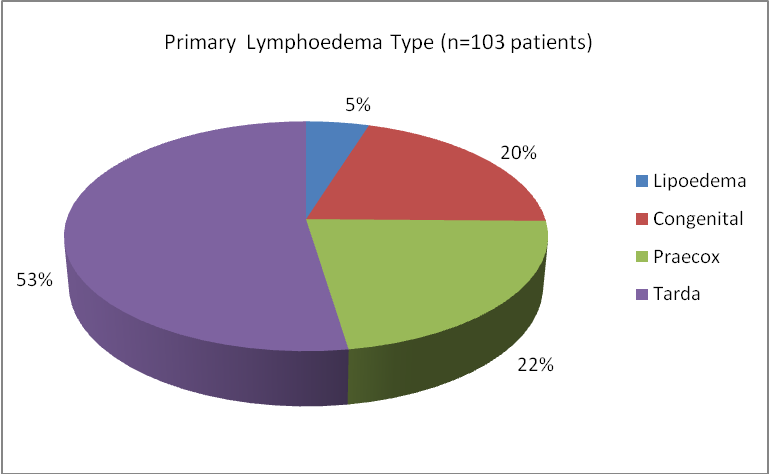 Primary Lymphoedema Type (n=103 patients)
5%
20%
53%
22%
Lipoedema
Congenital
Praecox
Tarda